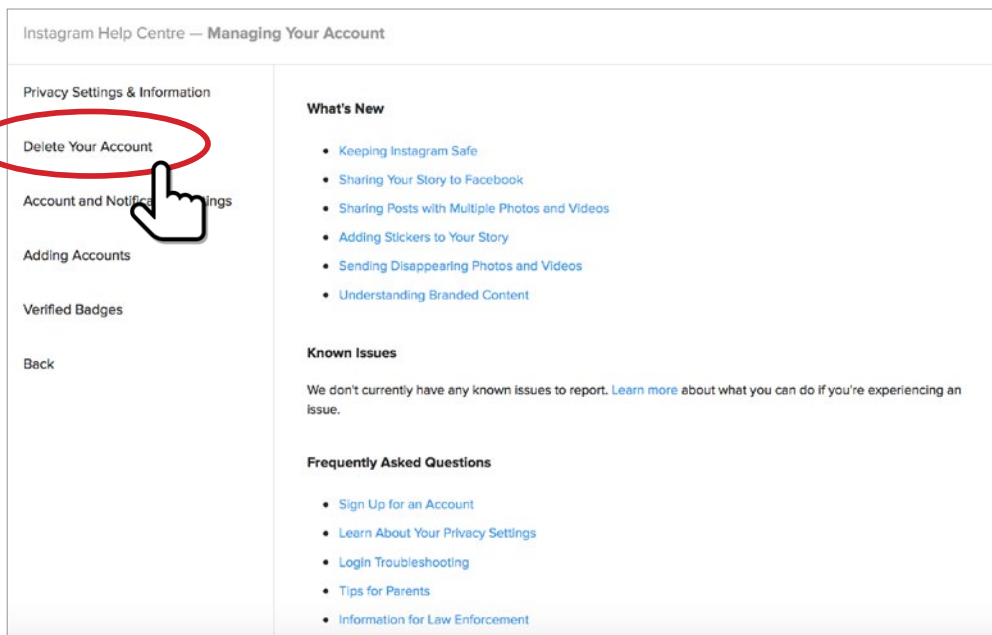 Instagram Help Centre — Managing Your Account
Privacy Settings & Information
Delete Your Account
Account and Notific ings
Adding Accounts
Verified Badges
Back
What's New
• Keeping Instagram Safe
• Sharing Your Story to Facebook
• Sharing Posts with Multiple Photos and Videos
• Adding Stickers to Your Story
• Sending Disappearing Photos and Videos
• Understanding Branded Content
Known Issues
We don't currently have any known issues to report. Learn more about what you can do if you're experiencing an
issue.
Frequently Asked Questions
• Sign Up for an Account
• Learn About Your Privacy Settings
• Login Troubleshooting
• Tips for Parents
• Information for Law Enforcement